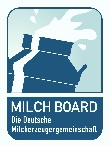 MILCH BOARD
Die Deutsche
Milcherzeugergemeinschaft